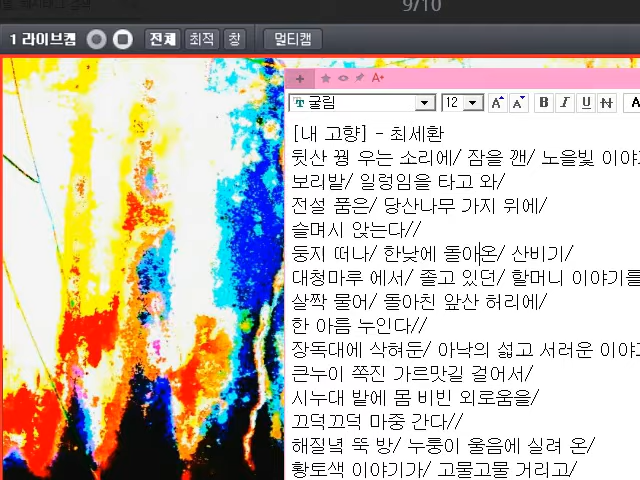 9/10
1 라이브캠 전체 최적 창 멀티캠
굴림 12 A A B I U N A
[내 고향] - 최세환
뒷산 꿩 우는 소리에/ 잠을 깬/ 노을빛 이야
보리밭/ 일렁임을 타고 와/
전설 품은/ 당산나무 가지 위에/
슬며시 앉는다//
둥지 떠나/ 한낮에 돌아온/ 산비기/
대청마루 에서/ 졸고 있던/ 할머니 이야기를
살짝 물어/ 돌아친 앞산 허리에/
한 아름 누인다//
장독대에 삭혀둔/ 아낙의 섧고 서러운 이야
큰누이 쪽진 가르맛길 걸어서/
시누대 밭에 몸 비빈 외로움을/
끄덕끄덕 마중 간다//
해질녘 뚝 방/ 누룽이 울음에 실려 온/
황토색 이야기가/ 고물고물 거리고/